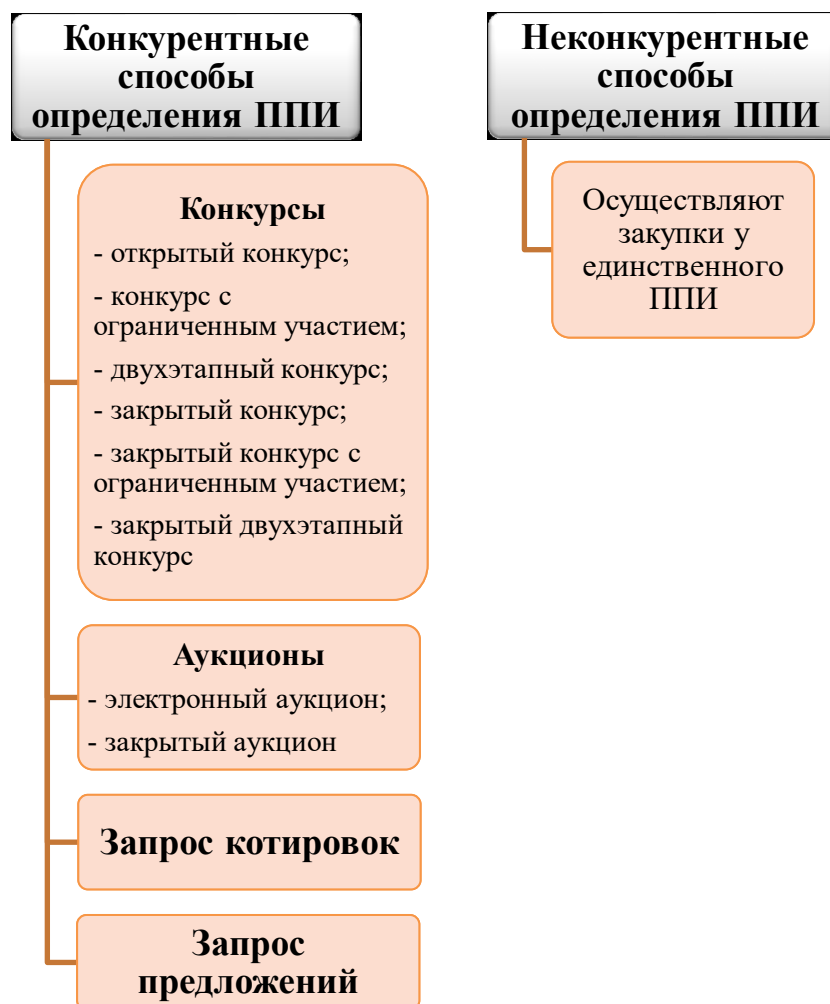 Конкурентные
способы
определения ППИ
Конкурсы
- открытый конкурс;
- конкурс с
ограниченным участием;
- двухэтапный конкурс;
- закрытый конкурс;
- закрытый конкурс с
ограниченным участием;
- закрытый двухэтапный
конкурс
Аукционы
- электронный аукцион;
- закрытый аукцион
Запрос котировок
Запрос
предложений
Неконкурентные
способы
определения ППИ
Осуществляют
закупки у
единственного
ППИ